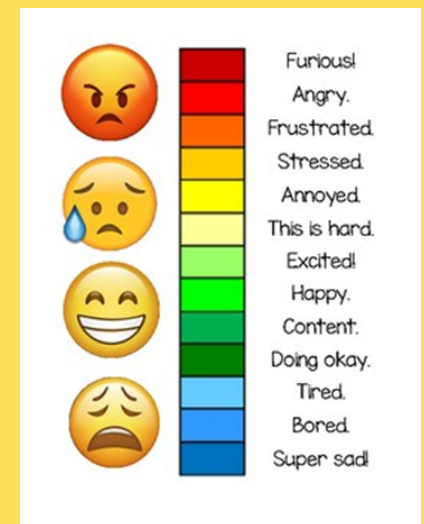 Furious!
Angry.
Frustrated.
Stressed.
Annoyed.
This is hard.
Excited!
Happy.
Content.
Doing okay.
Tired.
Bored.
Super sad!